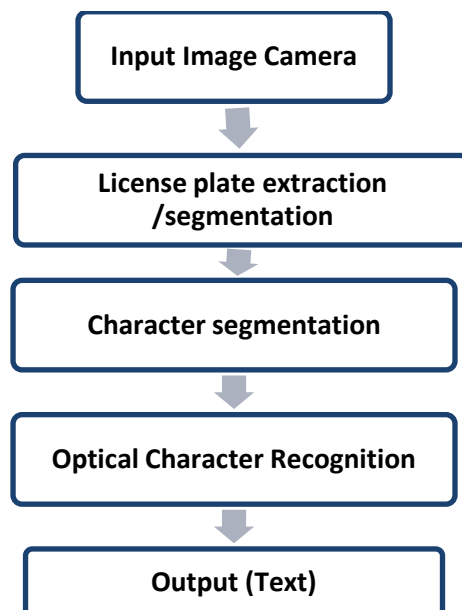 Input Image Camera
License plate extraction
/segmentation
Character segmentation
Optical Character Recognition
Output (Text)